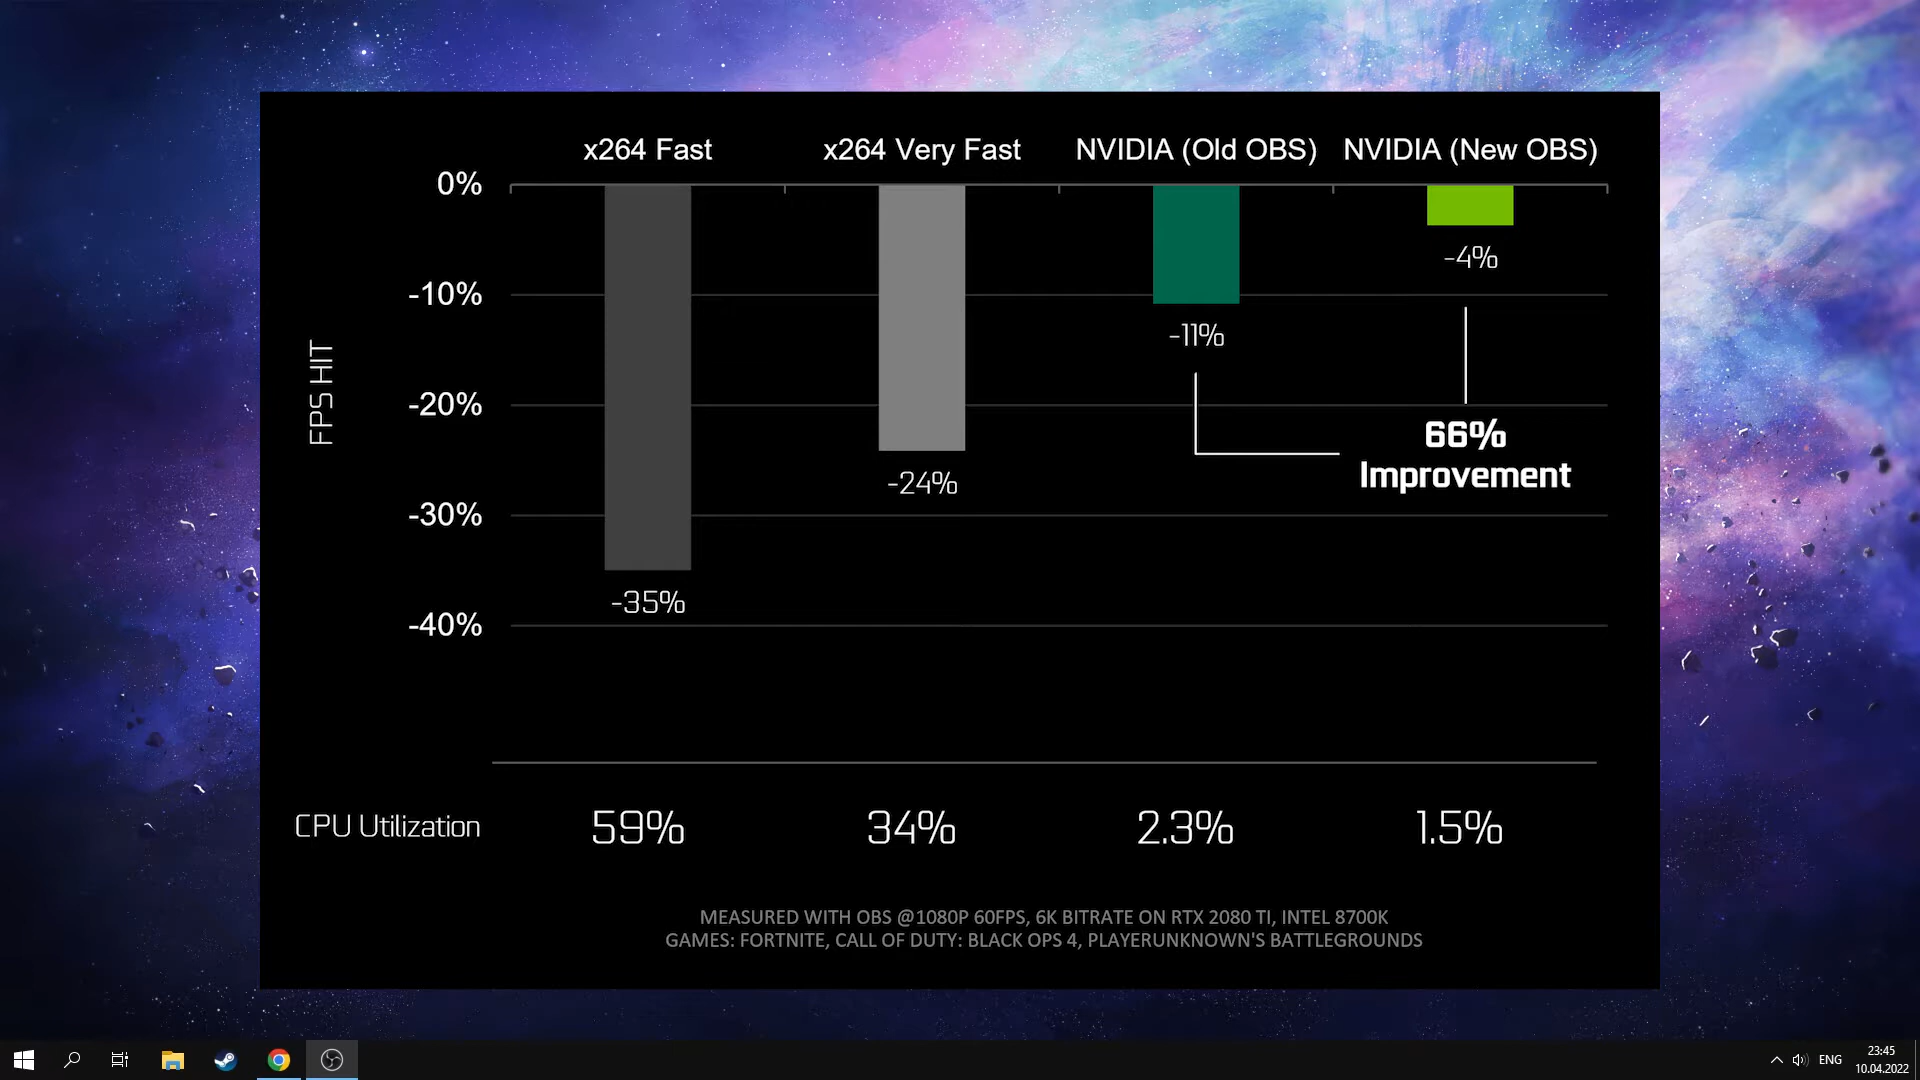 x264 Fast
x264 Very Fast
NVIDIA (Old OBS)
NVIDIA (New OBS)
0%
-10%
-20%
-30%
-40%
FPS HIT
-35%
-24%
-11%
-4%
66%
Improvement
CPU Utilization
59%
34%
2.3%
1.5%
MEASURED WITH OBS @1080P 60FPS, 6K BITRATE ON RTX 2080 TI, INTEL 8700K
GAMES: FORTNITE, CALL OF DUTY: BLACK OPS 4, PLAYERUNKNOWN'S BATTLEGROUNDS
ENG
23:45
10.04.2022